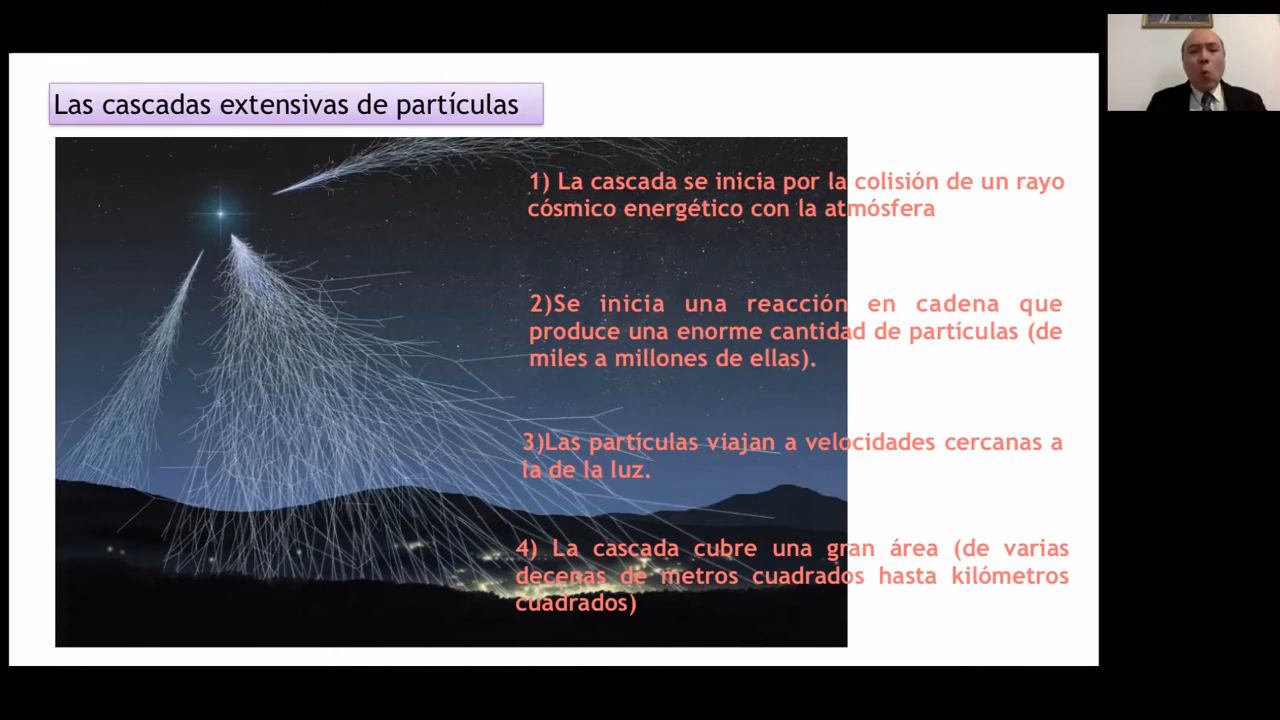 Las cascadas extensivas de partículas
1) La cascada se inicia por la colisión de un rayo
cósmico energético con la atmósfera
2)Se inicia una reacción en cadena que
produce una enorme cantidad de partículas (de
miles a millones de ellas).
3)Las partículas viajan a velocidades cercanas a
la de la luz.
4) La cascada cubre una gran área (de varias
decenas de metros cuadrados hasta kilómetros
cuadrados)